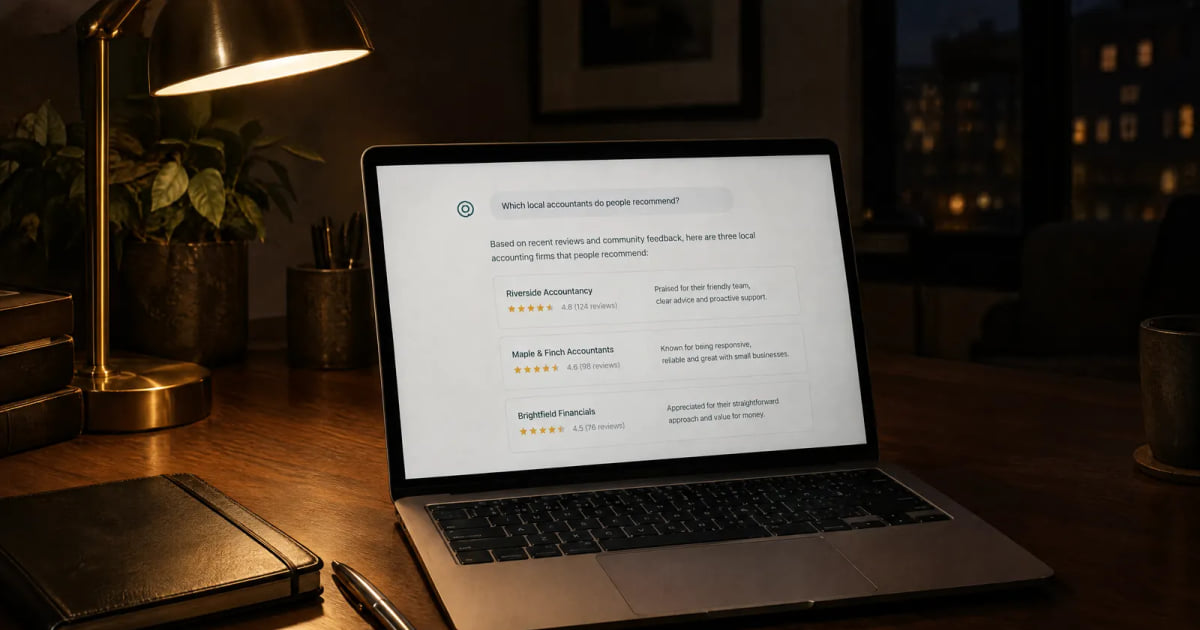 Which local accountants do people recommend?
Based on recent reviews and community feedback, here are three local
accounting firms that people recommend:
Riverside Accountancy
4.8 (124 reviews)
Praised for their friendly team,
clear advice and proactive support.
Maple & Finch Accountants
4.6 (98 reviews)
Known for being responsive,
reliable and great with small businesses.
Brightfield Financials
4.5 (76 reviews)
Appreciated for their straightforward
approach and value for money.